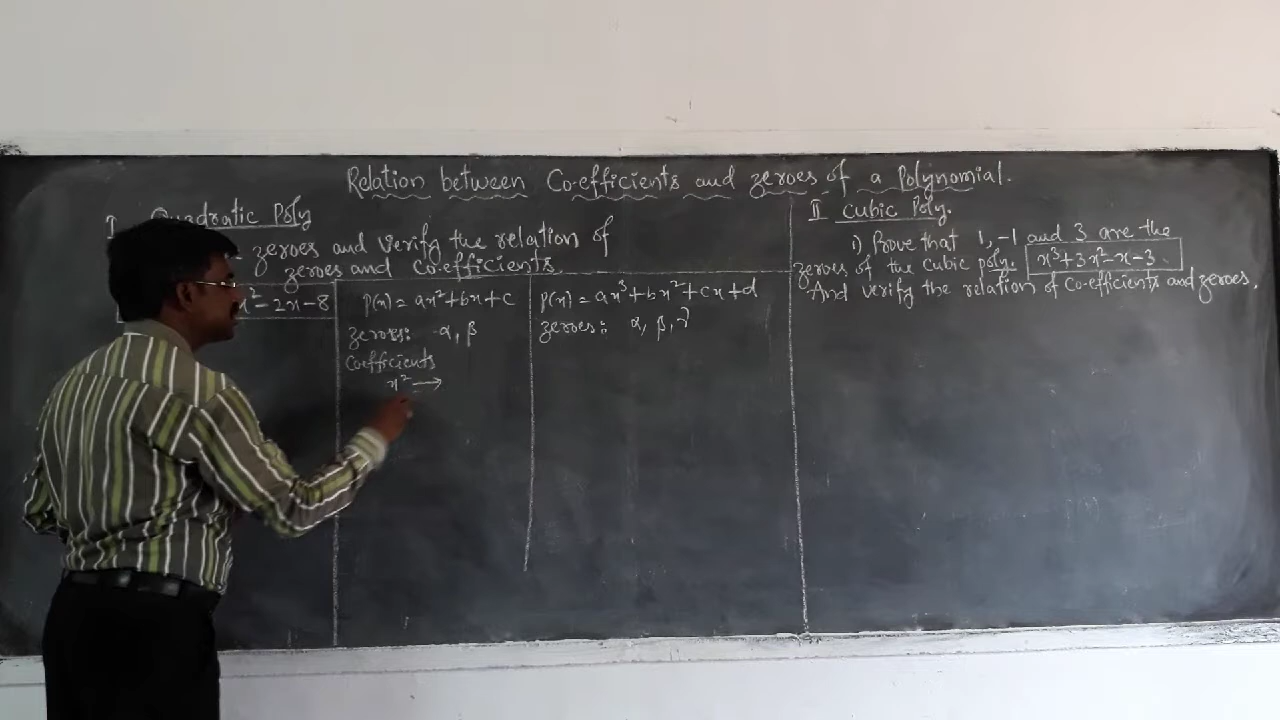 Relation between Co-efficients and zeroes of a Polynomial.
I Quadratic Poly
zeroes and verify the relation of
zeroes and Co-efficients.
x²-2x-8
p(x) = ax²+bx+c
zeroes: α, β
Coefficients
x² →
p(x) = ax³+bx²+cx+d
zeroes: α, β, γ
II Cubic Poly.
i) Prove that 1, -1 and 3 are the
zeroes of the cubic poly. x³+3x²-x-3.
And verify the relation of Co-efficients and zeroes.